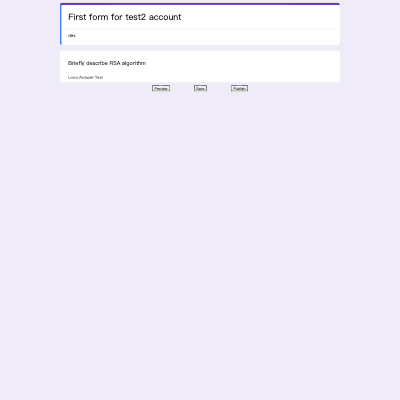 First form for test2 account
des
Briefly describe RSA algorithm
Long Answer Text
Preview
Save
Publish